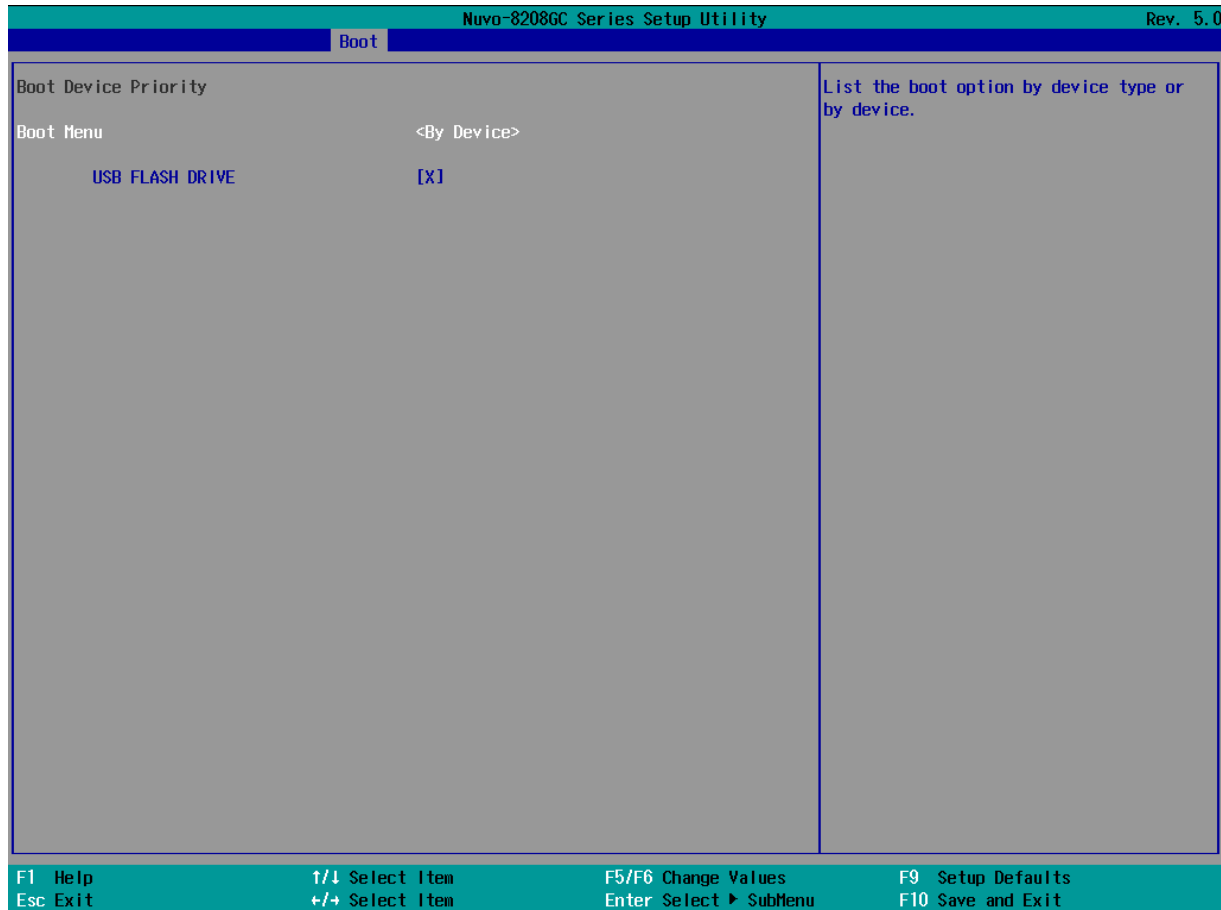 Nuvo-8208GC Series Setup Utility Rev. 5.0
Boot
Boot Device Priority
Boot Menu <By Device>
USB FLASH DRIVE [X]
List the boot option by device type or
by device.
F1 Help ↑/↓ Select Item F5/F6 Change Values F9 Setup Defaults
Esc Exit ←/→ Select Item Enter Select ▶ SubMenu F10 Save and Exit